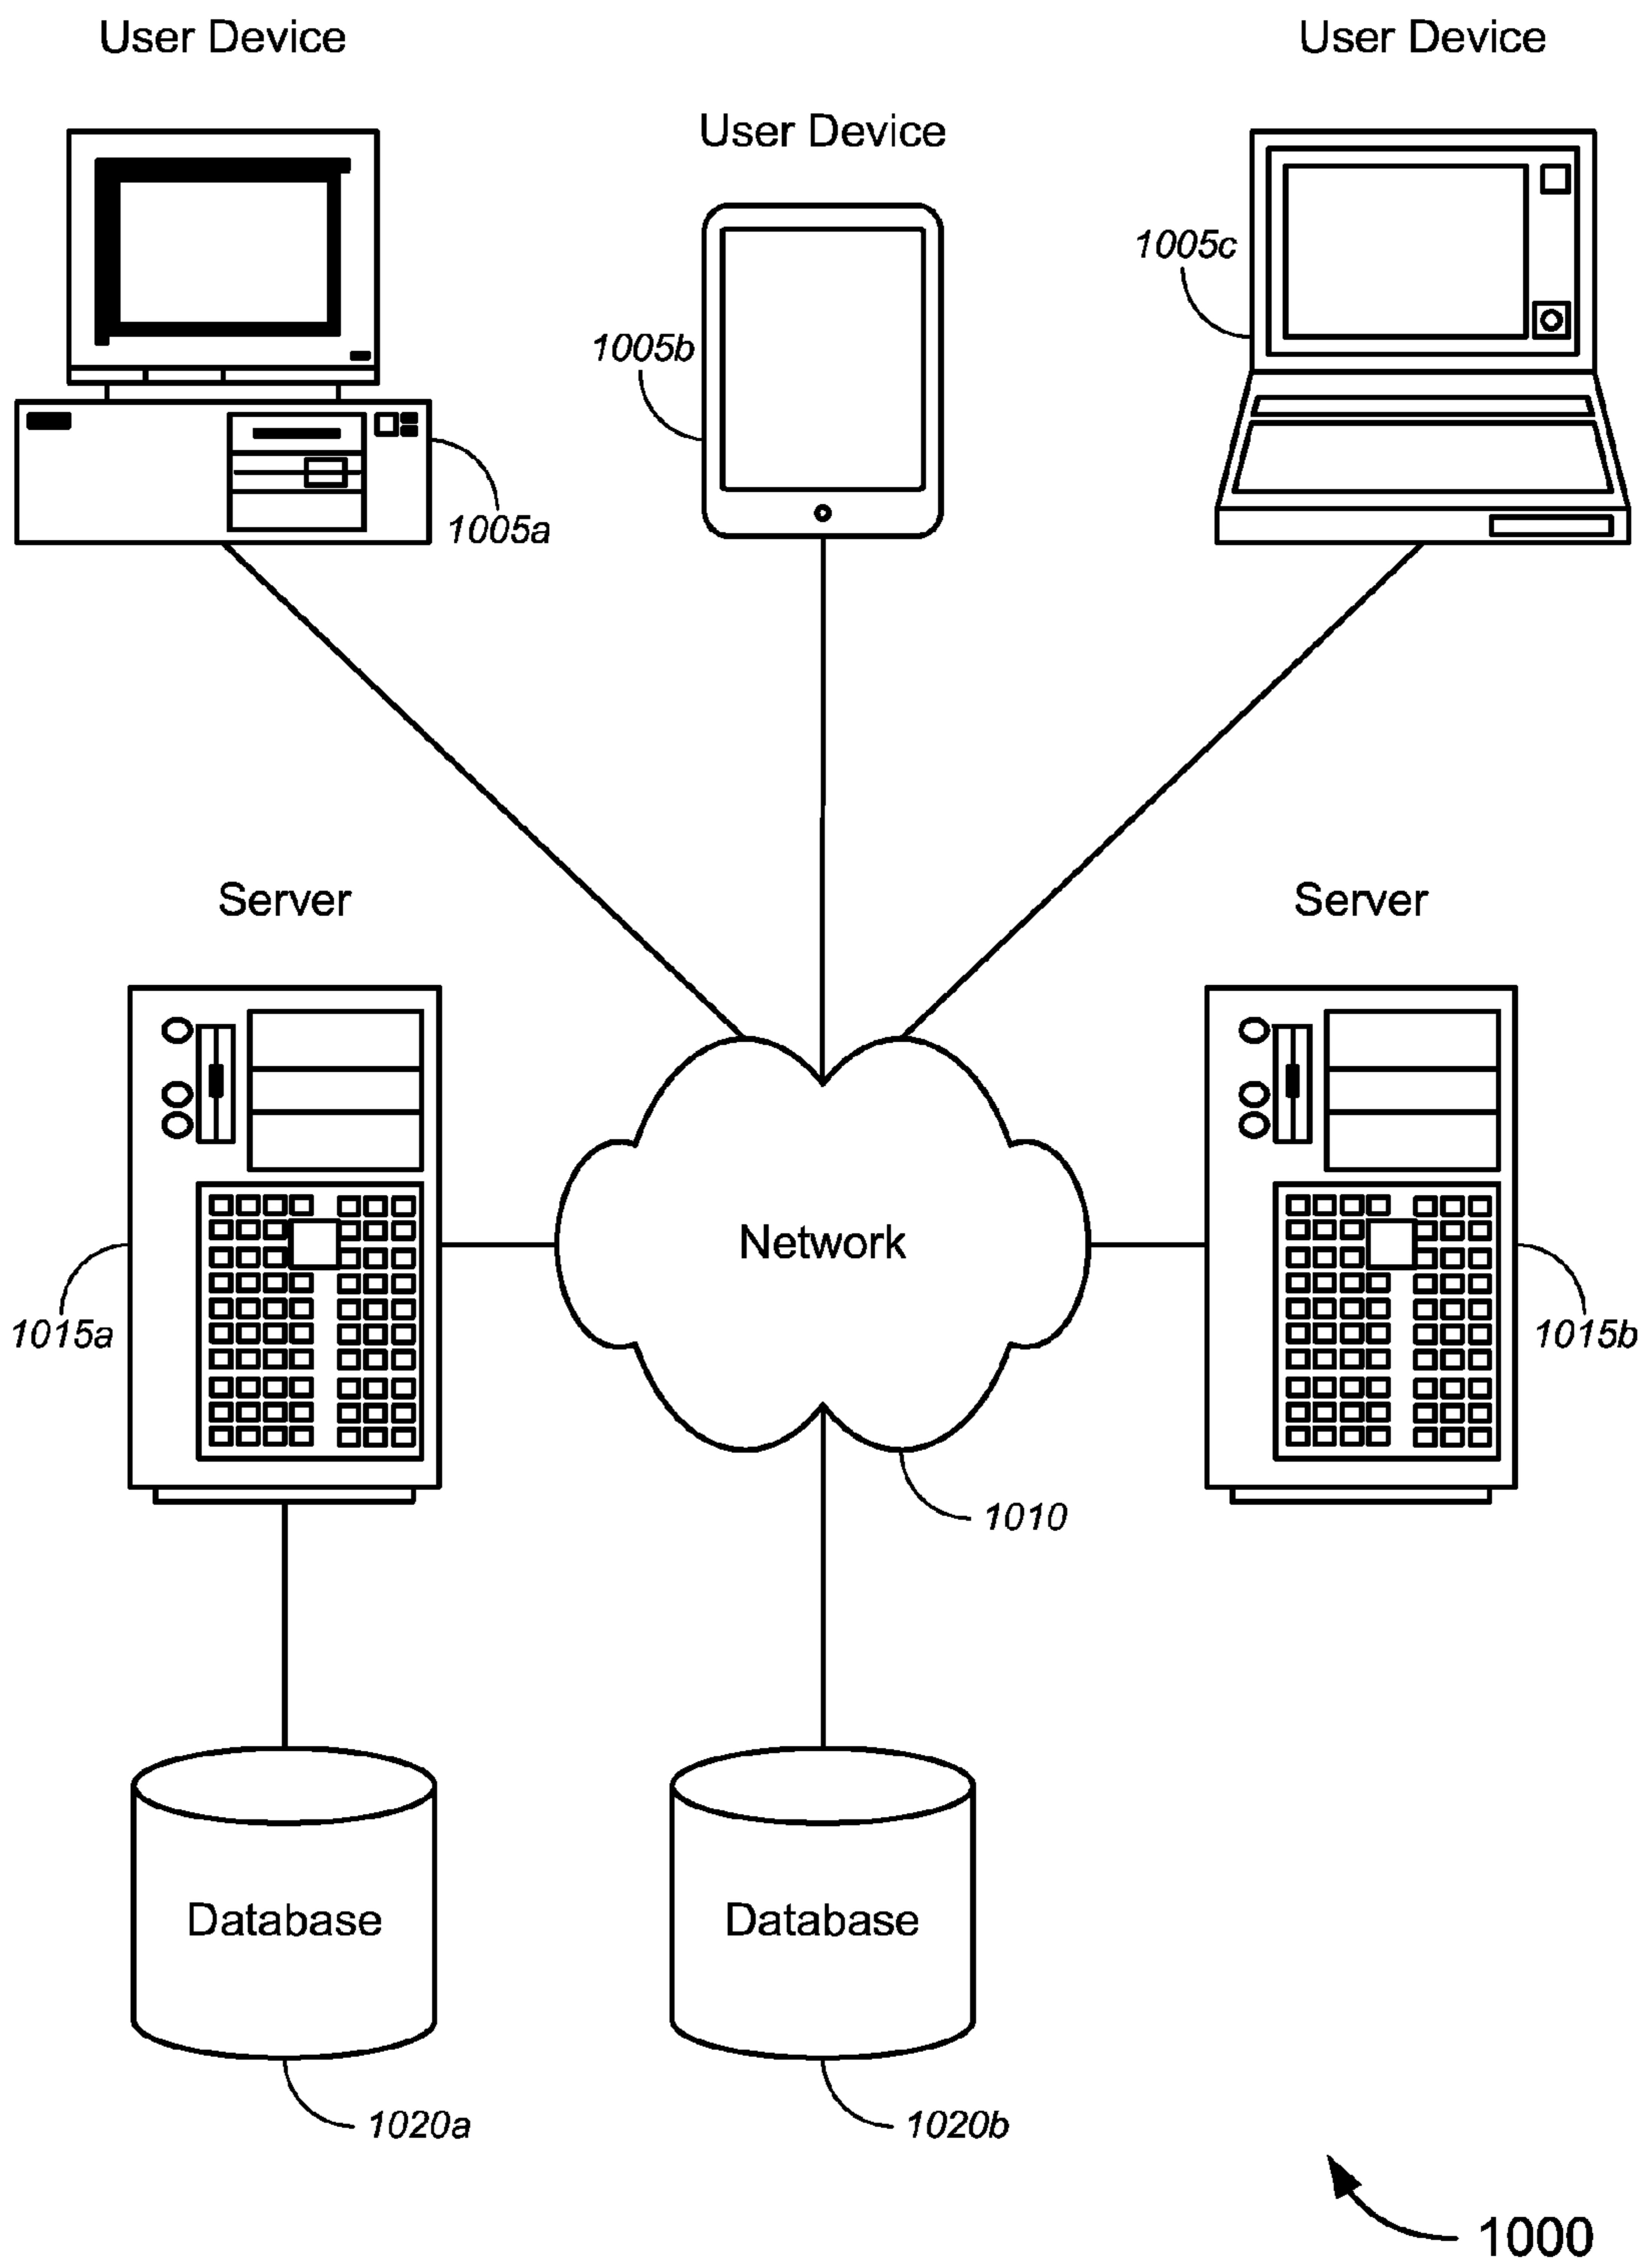 User Device
User Device
User Device
1005c
1005b
1005a
Server
Server
Network
1015a
1015b
1010
Database
Database
1020a
1020b
1000